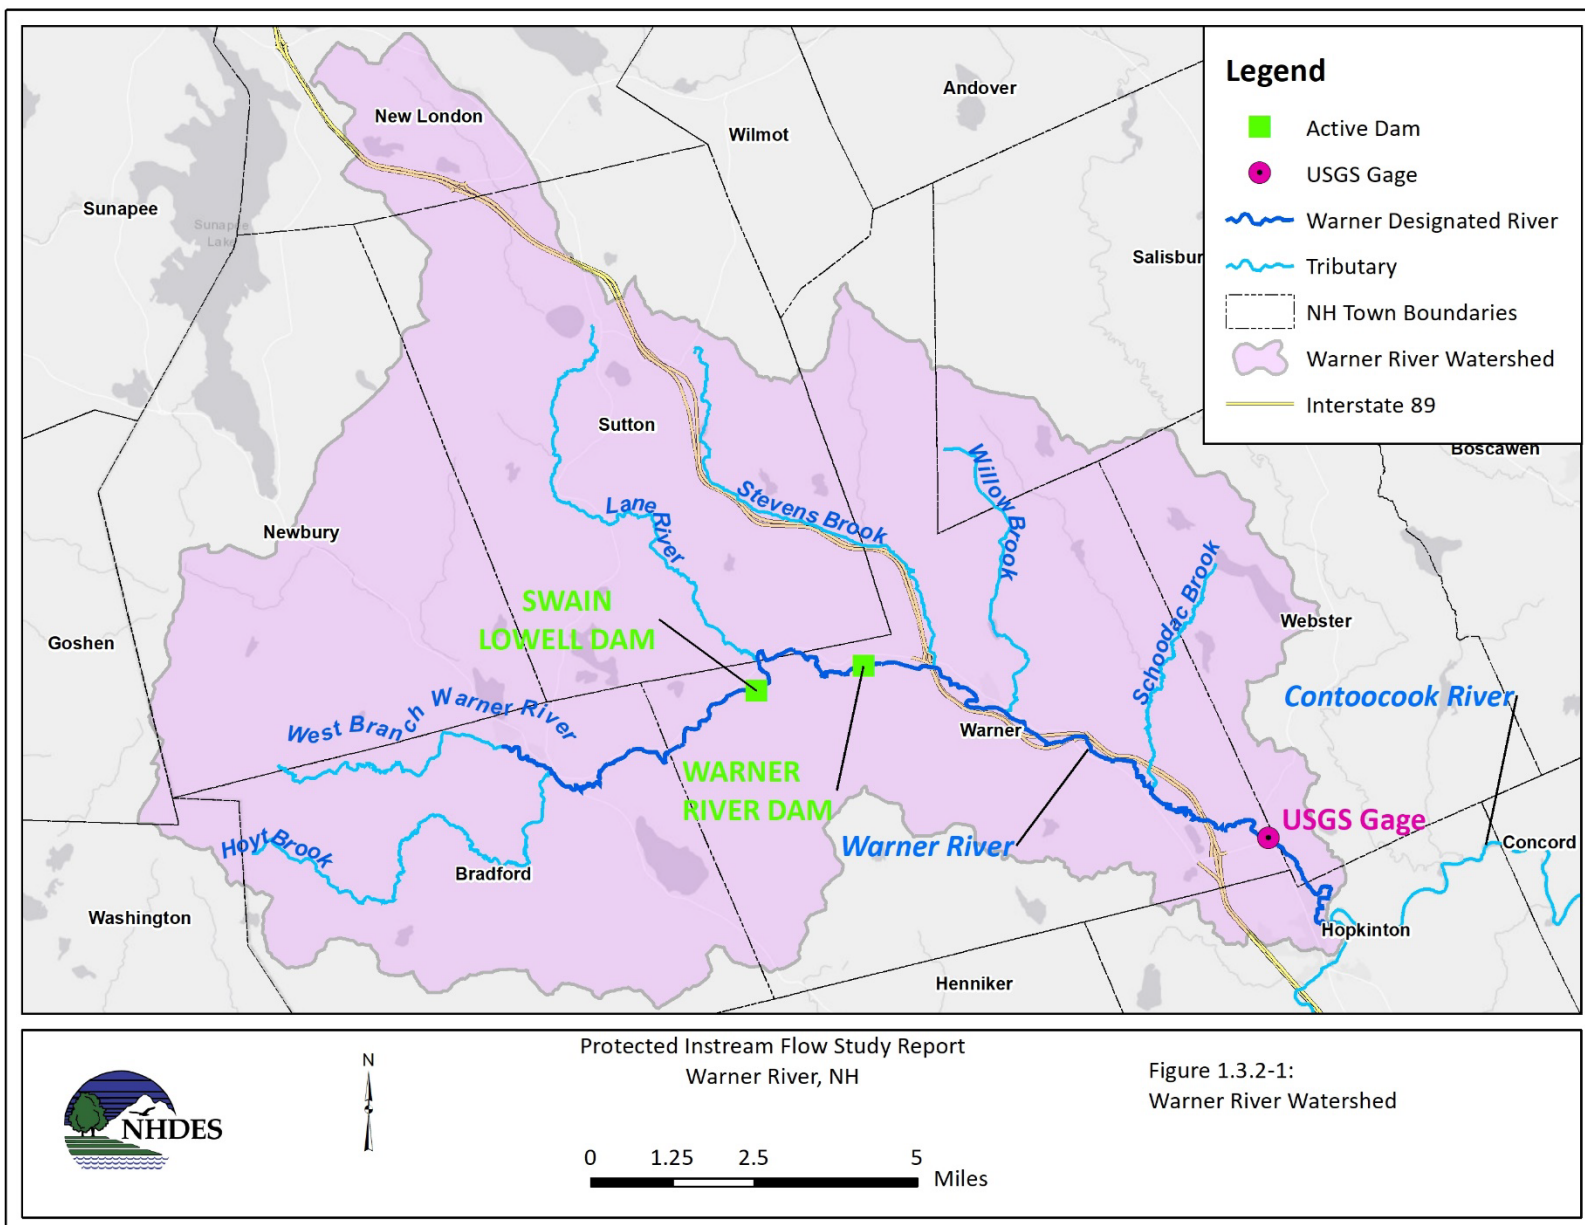 Andover
Legend
New London
Wilmot
Active Dam
USGS Gage
Sunapee
Sunapee
Lake
Warner Designated River
Salisbur
Tributary
NH Town Boundaries
Warner River Watershed
Interstate 89
Sutton
Boscawen
Willow Brook
Stevens Brook
Lane River
Newbury
Schoodac Brook
SWAIN
LOWELL DAM
Goshen
Webster
Contoocook River
West Branch Warner River
Warner
WARNER
RIVER DAM
USGS Gage
Warner River
Hoyt Brook
Bradford
Concord
Washington
Hopkinton
Henniker
NHDES
N
Protected Instream Flow Study Report
Warner River, NH
0 1.25 2.5 5
Miles
Figure 1.3.2-1:
Warner River Watershed